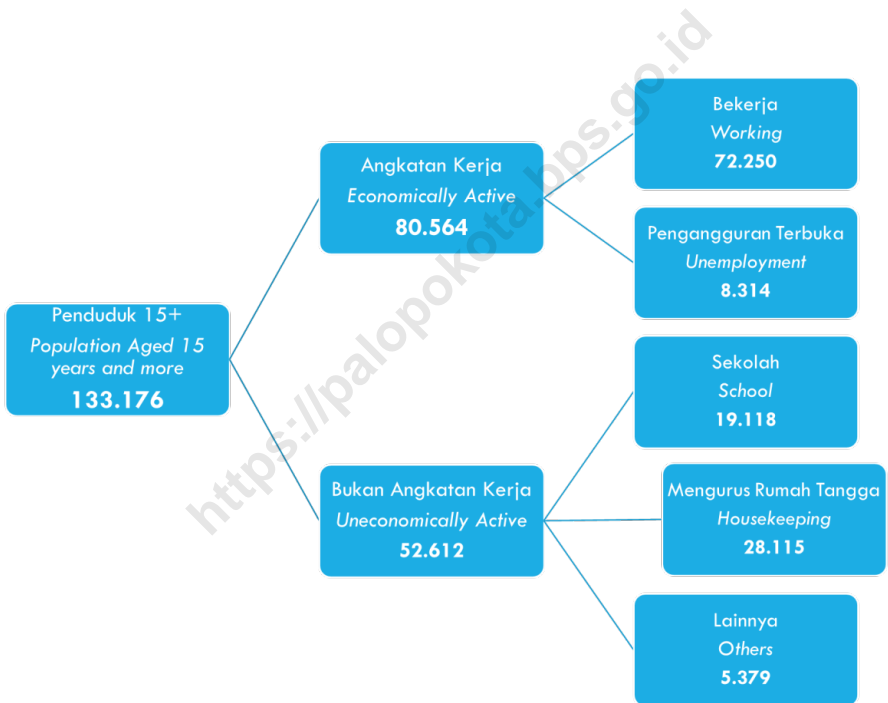 Penduduk 15+
Population Aged 15
years and more
133.176
Angkatan Kerja
Economically Active
80.564
Bekerja
Working
72.250
Pengangguran Terbuka
Unemployment
8.314
Bukan Angkatan Kerja
Uneconomically Active
52.612
Sekolah
School
19.118
Mengurus Rumah Tangga
Housekeeping
28.115
Lainnya
Others
5.379
https://palopokota.bps.go.id